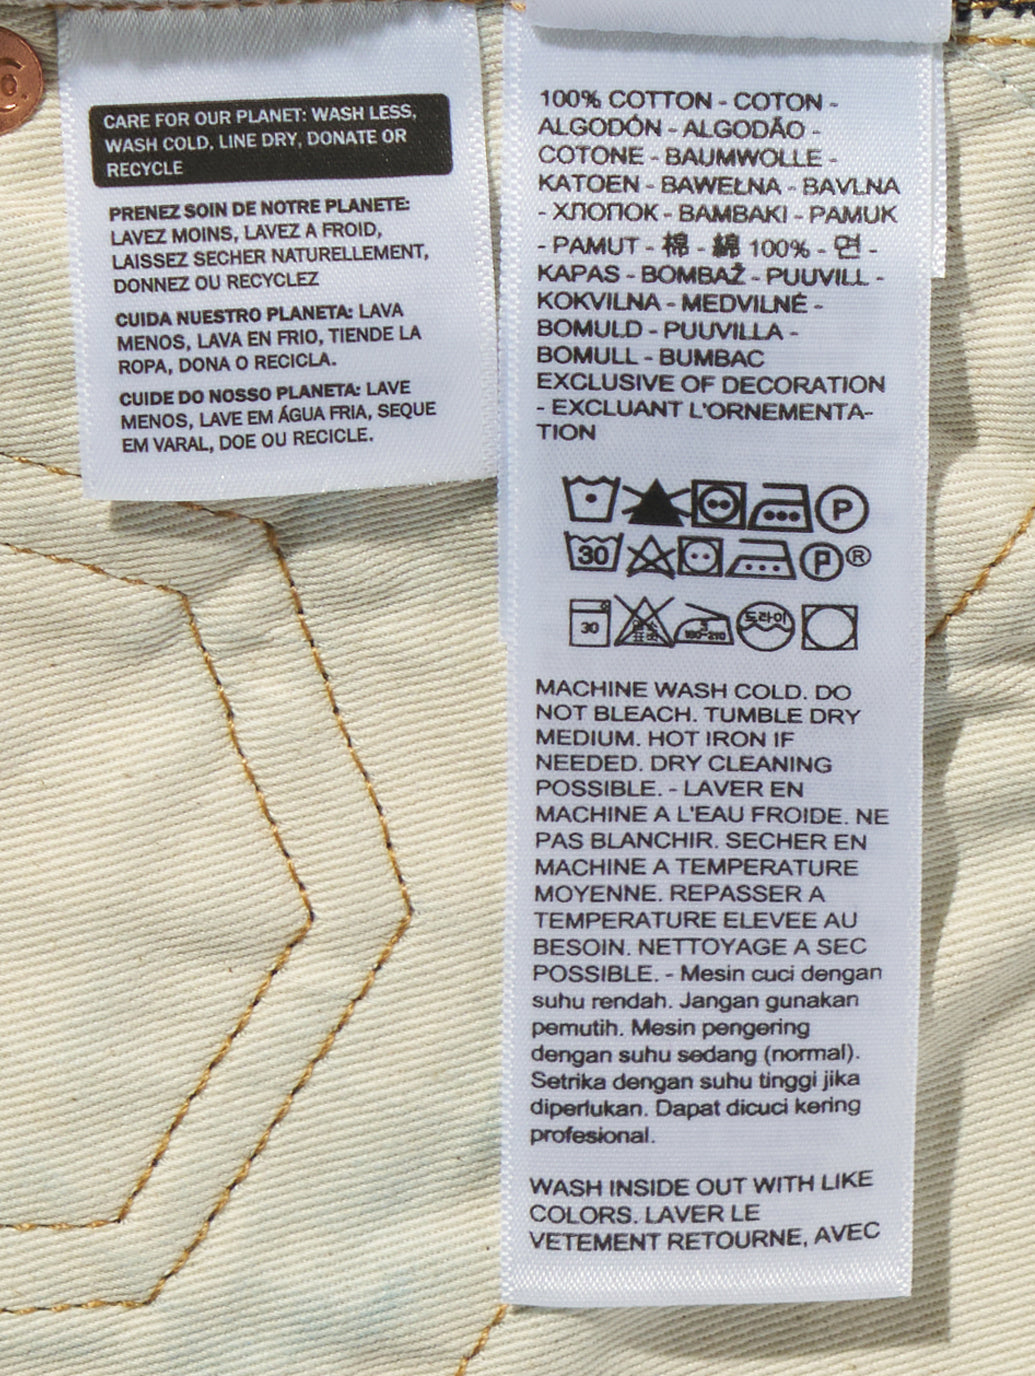 CARE FOR OUR PLANET: WASH LESS,
WASH COLD, LINE DRY, DONATE OR
RECYCLE
PRENEZ SOIN DE NOTRE PLANETE:
LAVEZ MOINS, LAVEZ A FROID,
LAISSEZ SECHER NATURELLEMENT,
DONNEZ OU RECYCLEZ
CUIDA NUESTRO PLANETA: LAVA
MENOS, LAVA EN FRIO, TIENDE LA
ROPA, DONA O RECICLA.
CUIDE DO NOSSO PLANETA: LAVE
MENOS, LAVE EM ÁGUA FRIA, SEQUE
EM VARAL, DOE OU RECICLE.
100% COTTON - COTON -
ALGODÓN - ALGODÃO -
COTONE - BAUMWOLLE -
KATOEN - BAWEŁNA - BAVLNA
- ХЛОПОК - BAMBAKI - PAMUK
- PAMUT - 棉 - 綿 100% - 면 -
KAPAS - BOMBAŽ - PUUVILL -
KOKVILNA - MEDVILNĖ -
BOMULD - PUUVILLA -
BOMULL - BUMBAC
EXCLUSIVE OF DECORATION
- EXCLUANT L'ORNEMENTA-
TION
P
30 P ®
30 염소 표백 3 180-210 드라이
MACHINE WASH COLD. DO
NOT BLEACH. TUMBLE DRY
MEDIUM. HOT IRON IF
NEEDED. DRY CLEANING
POSSIBLE. - LAVER EN
MACHINE A L'EAU FROIDE. NE
PAS BLANCHIR. SECHER EN
MACHINE A TEMPERATURE
MOYENNE. REPASSER A
TEMPERATURE ELEVEE AU
BESOIN. NETTOYAGE A SEC
POSSIBLE. - Mesin cuci dengan
suhu rendah. Jangan gunakan
pemutih. Mesin pengering
dengan suhu sedang (normal).
Setrika dengan suhu tinggi jika
diperlukan. Dapat dicuci kering
profesional.
WASH INSIDE OUT WITH LIKE
COLORS. LAVER LE
VETEMENT RETOURNE, AVEC